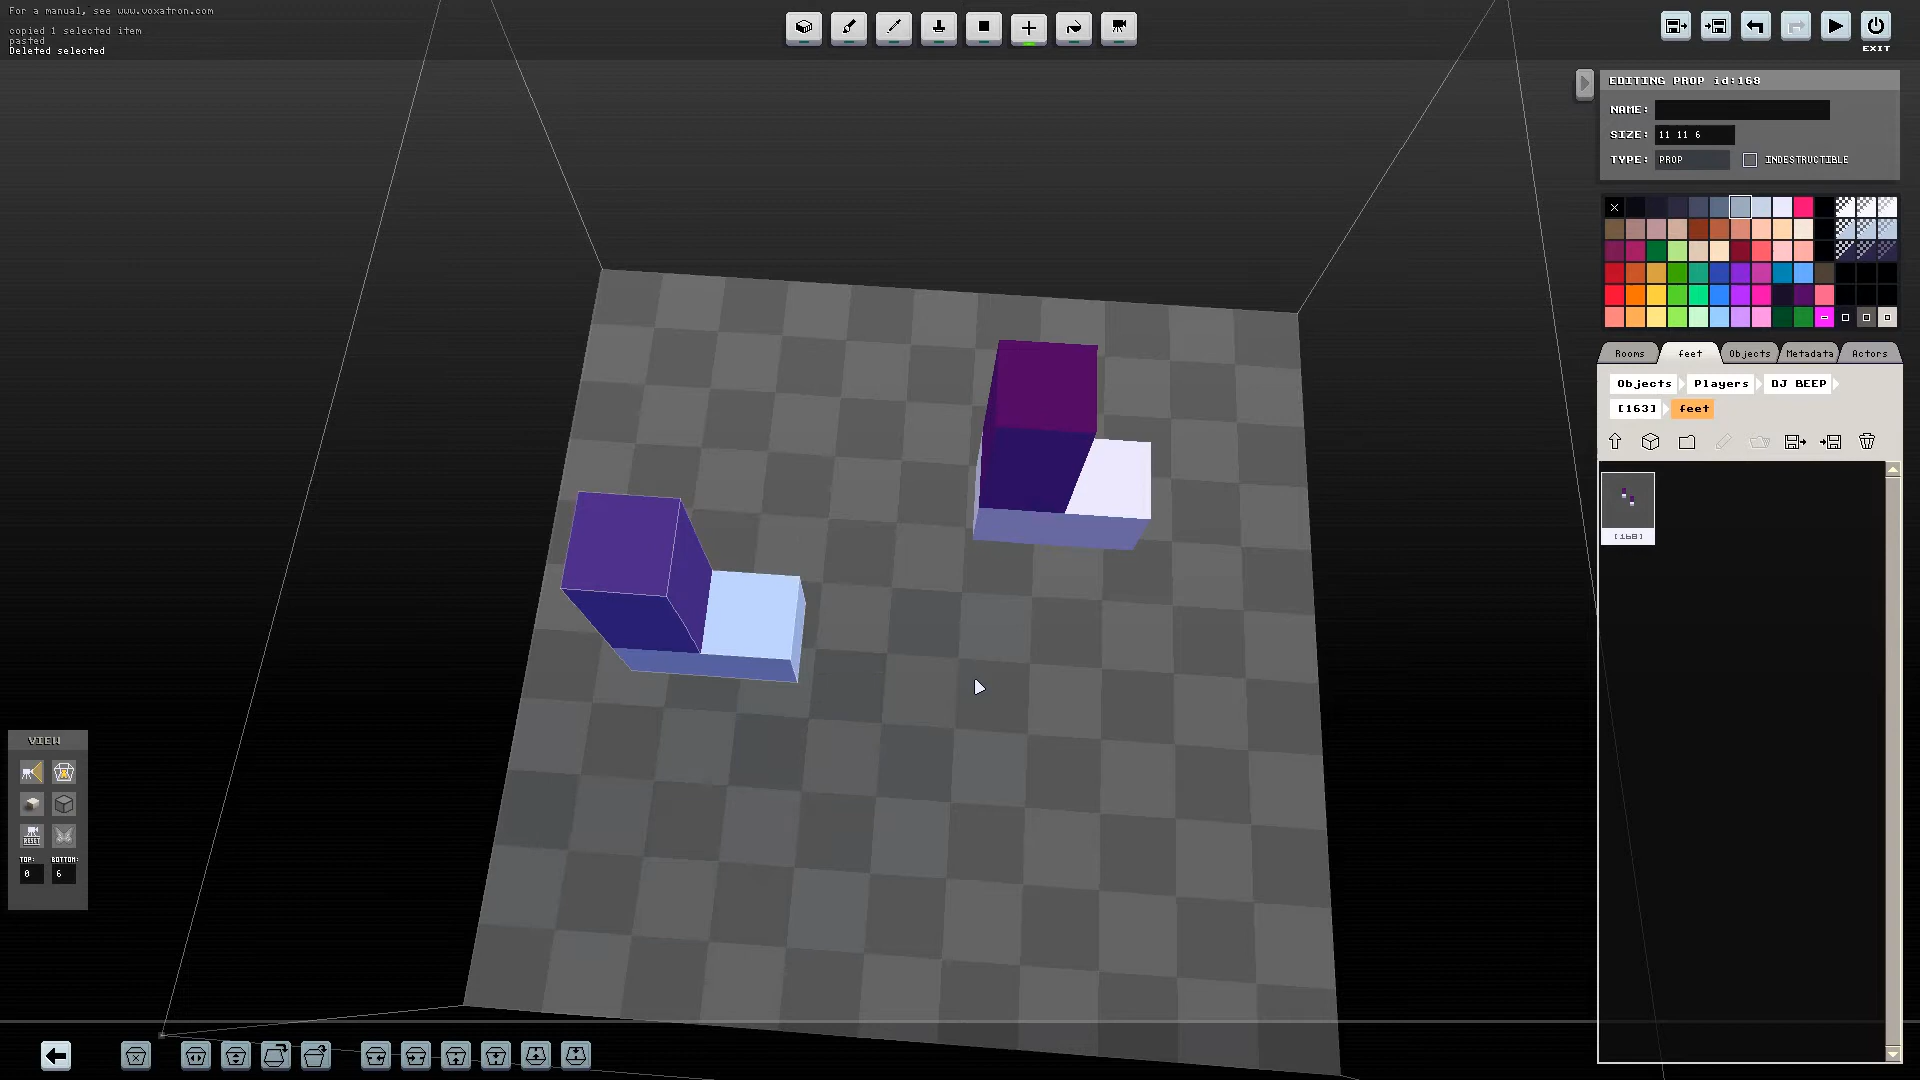 For a manual, see www.voxatron.com
copied 1 selected item
pasted
Deleted selected
EXIT
EDITING PROP id:168
NAME:
SIZE: 11 11 6
TYPE: PROP INDESTRUCTIBLE
Rooms feet Objects Metadata Actors
Objects Players DJ BEEP
[163] feet
[168]
VIEW
RESET
TOP: BOTTOM:
0 6